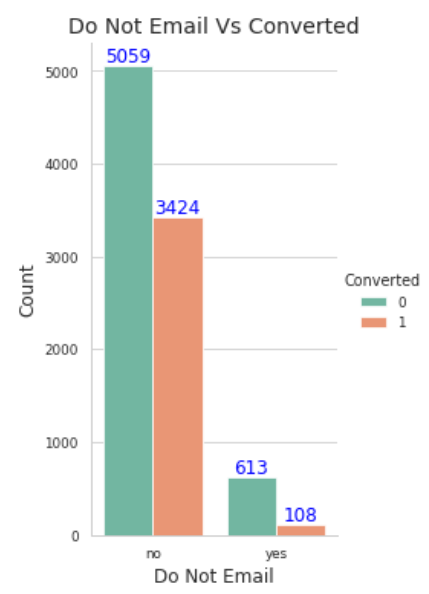 Do Not Email Vs Converted
5059
5000
4000
3424
3000
Count
Converted
0
1
2000
1000
613
108
0
no yes
Do Not Email